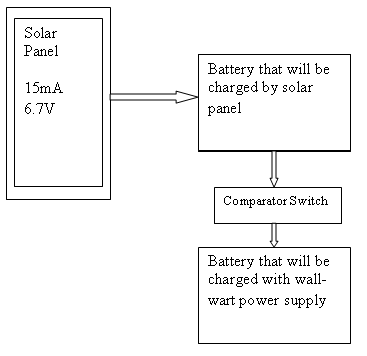 Solar
Panel
15mA
6.7V
Battery that will be
charged by solar
panel
Comparator Switch
Battery that will be
charged with wall-
wart power supply